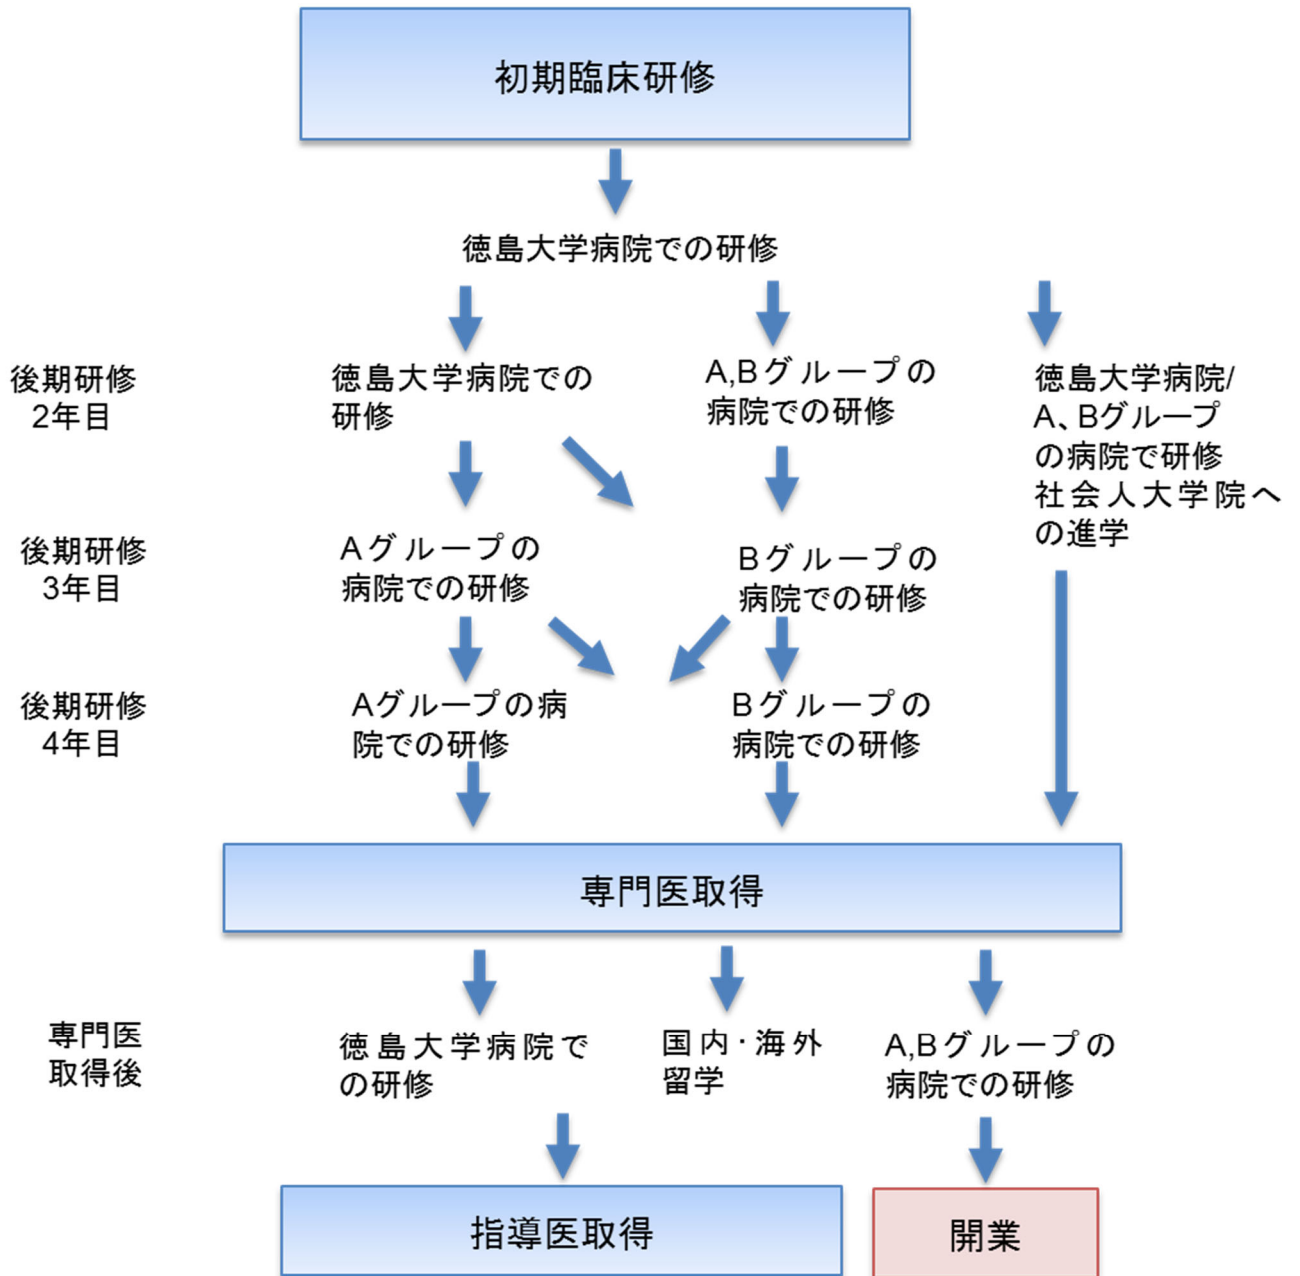 初期臨床研修
徳島大学病院での研修
後期研修
2年目
徳島大学病院での
研修
A,Bグループの
病院での研修
徳島大学病院/
A、Bグループ
の病院で研修
社会人大学院へ
の進学
後期研修
3年目
Aグループの
病院での研修
Bグループの
病院での研修
後期研修
4年目
Aグループの病
院での研修
Bグループの
病院での研修
専門医取得
専門医
取得後
徳島大学病院で
の研修
国内・海外
留学
A,Bグループの
病院での研修
指導医取得
開業